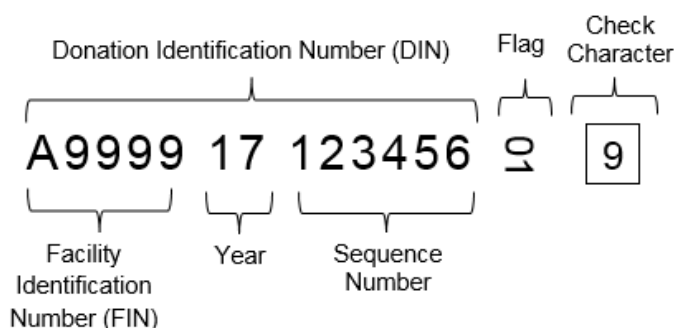 Donation Identification Number (DIN)
Flag
Check
Character
A9999 17 123456 01 9
Facility
Identification
Number (FIN)
Year
Sequence
Number